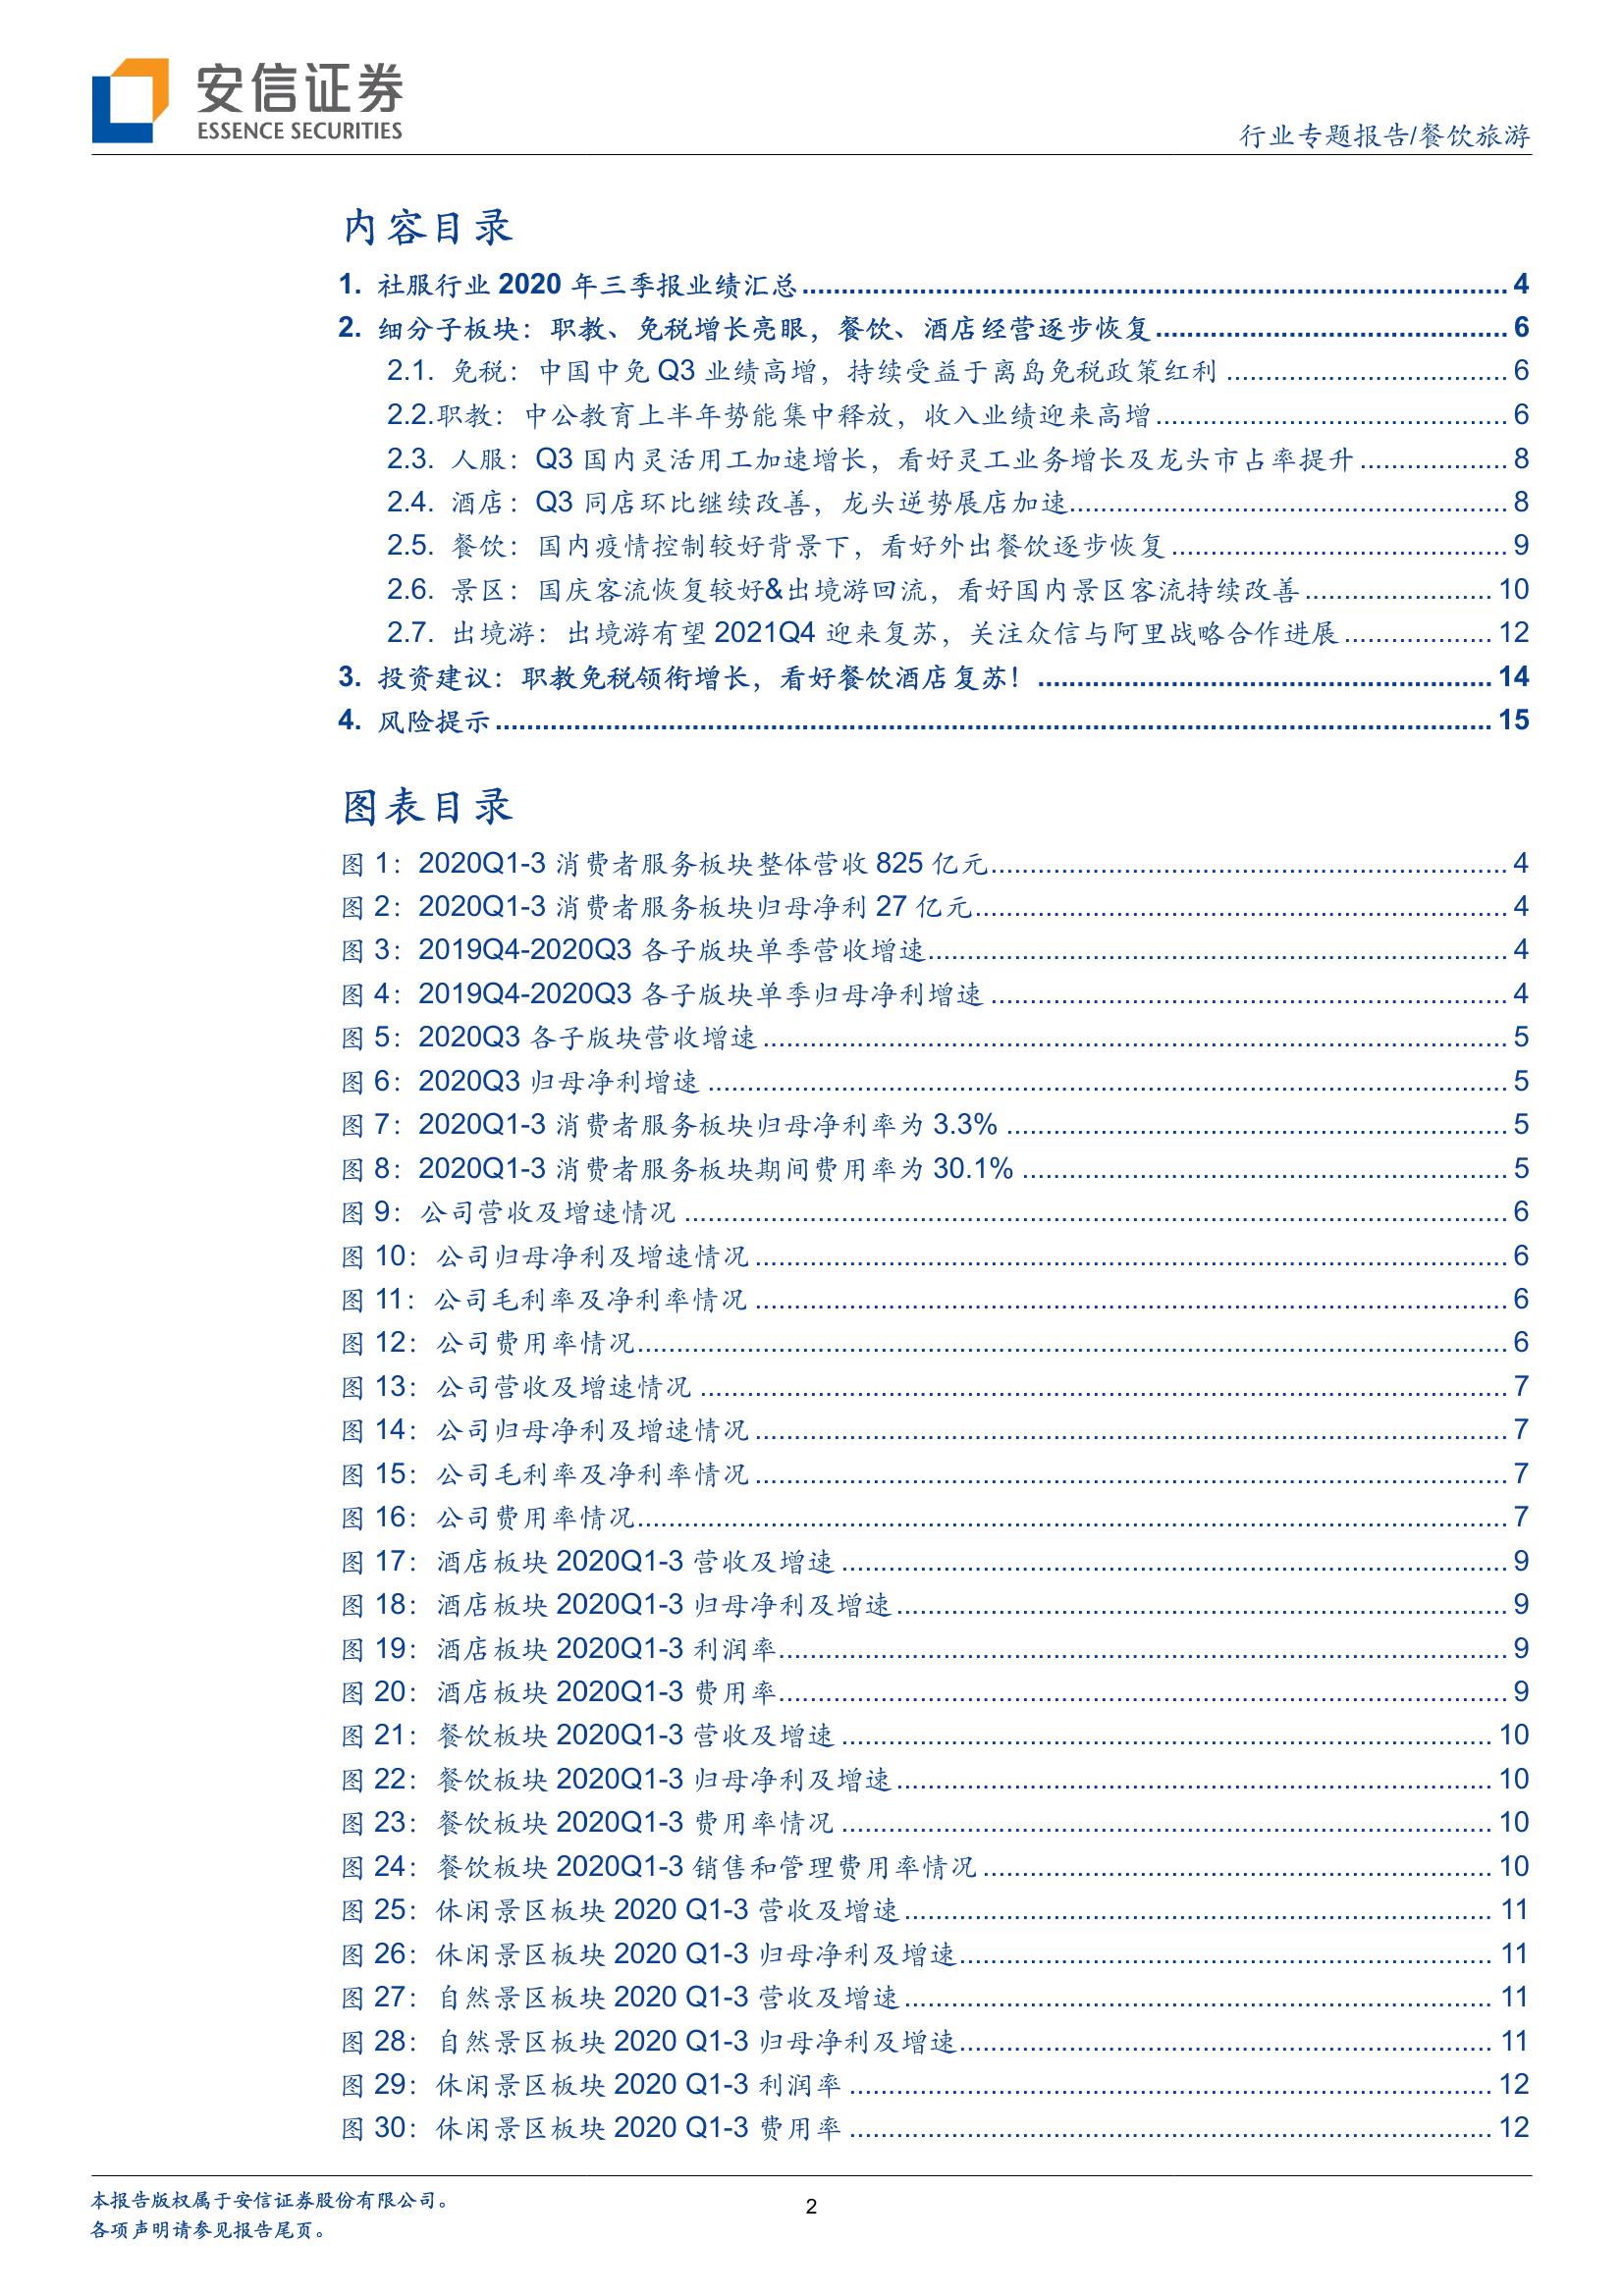 安信证券
ESSENCE SECURITIES
行业专题报告/餐饮旅游
内容目录
1. 社服行业 2020 年三季报业绩汇总 4
2. 细分子板块：职教、免税增长亮眼，餐饮、酒店经营逐步恢复 6
2.1. 免税：中国中免 Q3 业绩高增，持续受益于离岛免税政策红利 6
2.2.职教：中公教育上半年势能集中释放，收入业绩迎来高增 6
2.3. 人服：Q3 国内灵活用工加速增长，看好灵工业务增长及龙头市占率提升 8
2.4. 酒店：Q3 同店环比继续改善，龙头逆势展店加速 8
2.5. 餐饮：国内疫情控制较好背景下，看好外出餐饮逐步恢复 9
2.6. 景区：国庆客流恢复较好&出境游回流，看好国内景区客流持续改善 10
2.7. 出境游：出境游有望 2021Q4 迎来复苏，关注众信与阿里战略合作进展 12
3. 投资建议：职教免税领衔增长，看好餐饮酒店复苏！ 14
4. 风险提示 15
图表目录
图 1：2020Q1-3 消费者服务板块整体营收 825 亿元 4
图 2：2020Q1-3 消费者服务板块归母净利 27 亿元 4
图 3：2019Q4-2020Q3 各子版块单季营收增速 4
图 4：2019Q4-2020Q3 各子版块单季归母净利增速 4
图 5：2020Q3 各子版块营收增速 5
图 6：2020Q3 归母净利增速 5
图 7：2020Q1-3 消费者服务板块归母净利率为 3.3% 5
图 8：2020Q1-3 消费者服务板块期间费用率为 30.1% 5
图 9：公司营收及增速情况 6
图 10：公司归母净利及增速情况 6
图 11：公司毛利率及净利率情况 6
图 12：公司费用率情况 6
图 13：公司营收及增速情况 7
图 14：公司归母净利及增速情况 7
图 15：公司毛利率及净利率情况 7
图 16：公司费用率情况 7
图 17：酒店板块 2020Q1-3 营收及增速 9
图 18：酒店板块 2020Q1-3 归母净利及增速 9
图 19：酒店板块 2020Q1-3 利润率 9
图 20：酒店板块 2020Q1-3 费用率 9
图 21：餐饮板块 2020Q1-3 营收及增速 10
图 22：餐饮板块 2020Q1-3 归母净利及增速 10
图 23：餐饮板块 2020Q1-3 费用率情况 10
图 24：餐饮板块 2020Q1-3 销售和管理费用率情况 10
图 25：休闲景区板块 2020 Q1-3 营收及增速 11
图 26：休闲景区板块 2020 Q1-3 归母净利及增速 11
图 27：自然景区板块 2020 Q1-3 营收及增速 11
图 28：自然景区板块 2020 Q1-3 归母净利及增速 11
图 29：休闲景区板块 2020 Q1-3 利润率 12
图 30：休闲景区板块 2020 Q1-3 费用率 12
本报告版权属于安信证券股份有限公司。
2
各项声明请参见报告尾页。